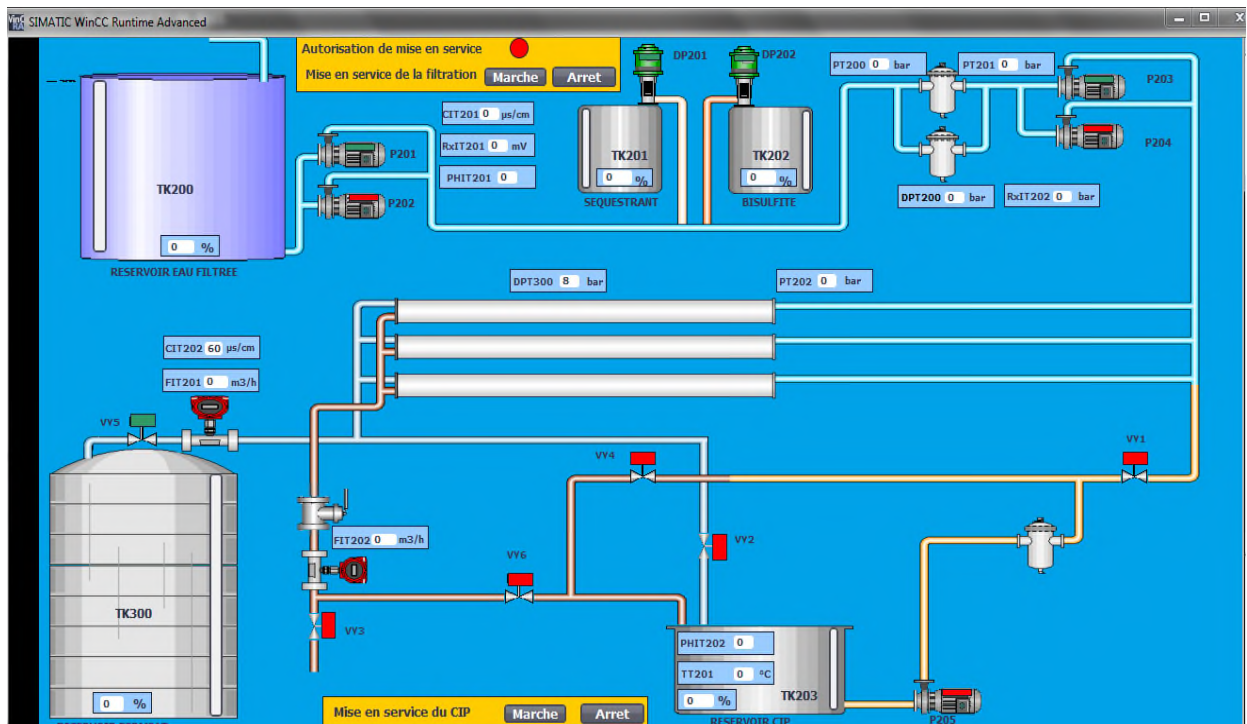 SIMATIC WinCC Runtime Advanced
Autorisation de mise en service
Mise en service de la filtration Marche Arret
DP201
DP202
PT200 0 bar
PT201 0 bar
P203
P204
CIT201 0 µs/cm
RxIT201 0 mV
PHIT201 0
P201
P202
TK200
0 %
RESERVOIR EAU FILTREE
TK201
0 %
SEQUESTRANT
TK202
0 %
BISULFITE
DPT200 0 bar
RxIT202 0 bar
DPT300 8 bar
PT202 0 bar
CIT202 60 µs/cm
FIT201 0 m3/h
VY5
VY4
VY1
FIT202 0 m3/h
VY2
VY6
VY3
TK300
0 %
PHIT202 0
TT201 0 °C
0 %
TK203
RESERVOIR CIP
P205
Mise en service du CIP Marche Arret